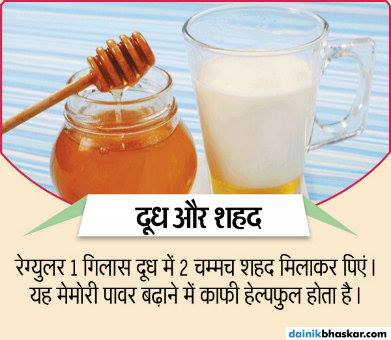 दूध और शहद
रेग्युलर 1 गिलास दूध में 2 चम्मच शहद मिलाकर पिएं।
यह मेमोरी पावर बढ़ाने में काफी हेल्पफुल होता है।
dainikbhaskar.com